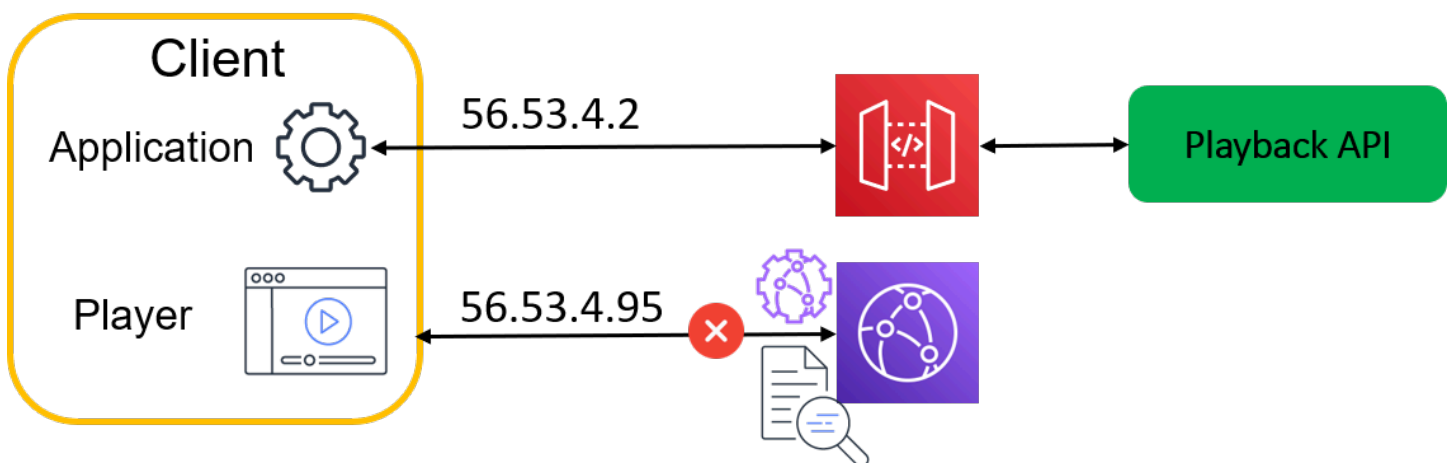 Client
Application
56.53.4.2
</>
Playback API
Player
56.53.4.95